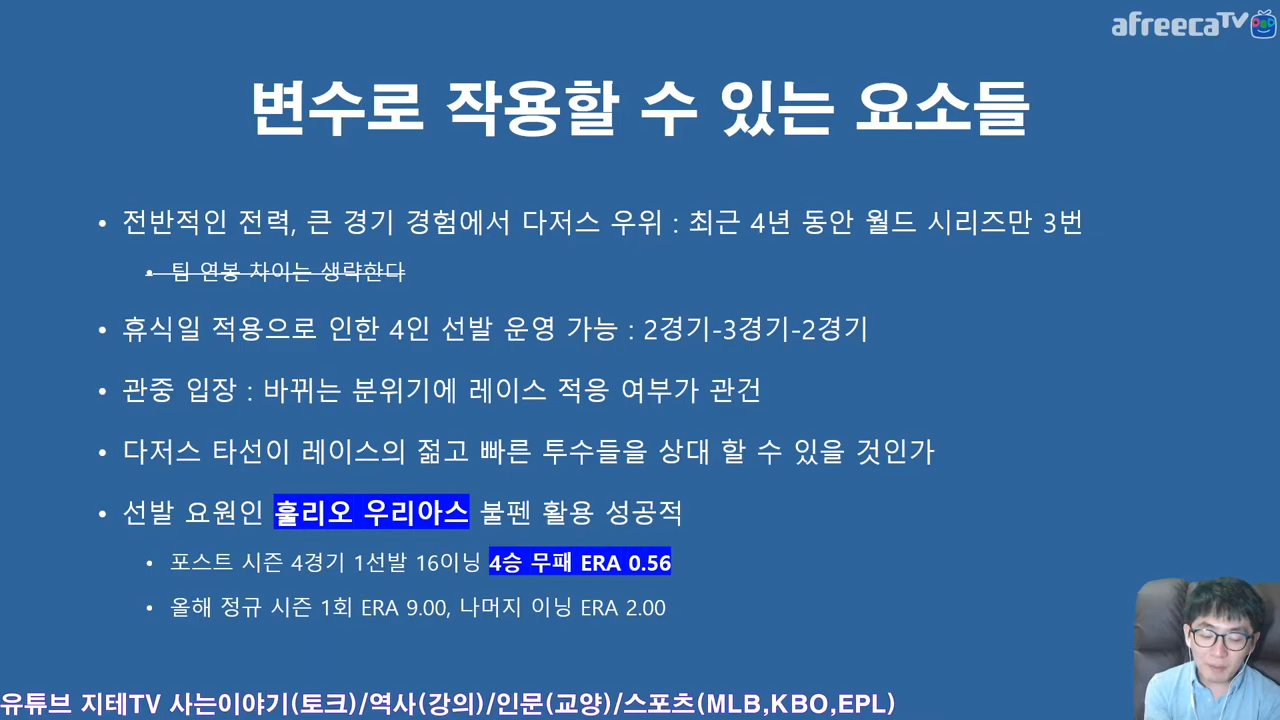 afreecaTV
변수로 작용할 수 있는 요소들
• 전반적인 전력, 큰 경기 경험에서 다저스 우위 : 최근 4년 동안 월드 시리즈만 3번
• 팀 연봉 차이는 생략한다
• 휴식일 적용으로 인한 4인 선발 운영 가능 : 2경기-3경기-2경기
• 관중 입장 : 바뀌는 분위기에 레이스 적응 여부가 관건
• 다저스 타선이 레이스의 젊고 빠른 투수들을 상대 할 수 있을 것인가
• 선발 요원인 훌리오 우리아스 불펜 활용 성공적
• 포스트 시즌 4경기 1선발 16이닝 4승 무패 ERA 0.56
• 올해 정규 시즌 1회 ERA 9.00, 나머지 이닝 ERA 2.00
유튜브 지테TV 사는이야기(토크)/역사(강의)/인문(교양)/스포츠(MLB,KBO,EPL)